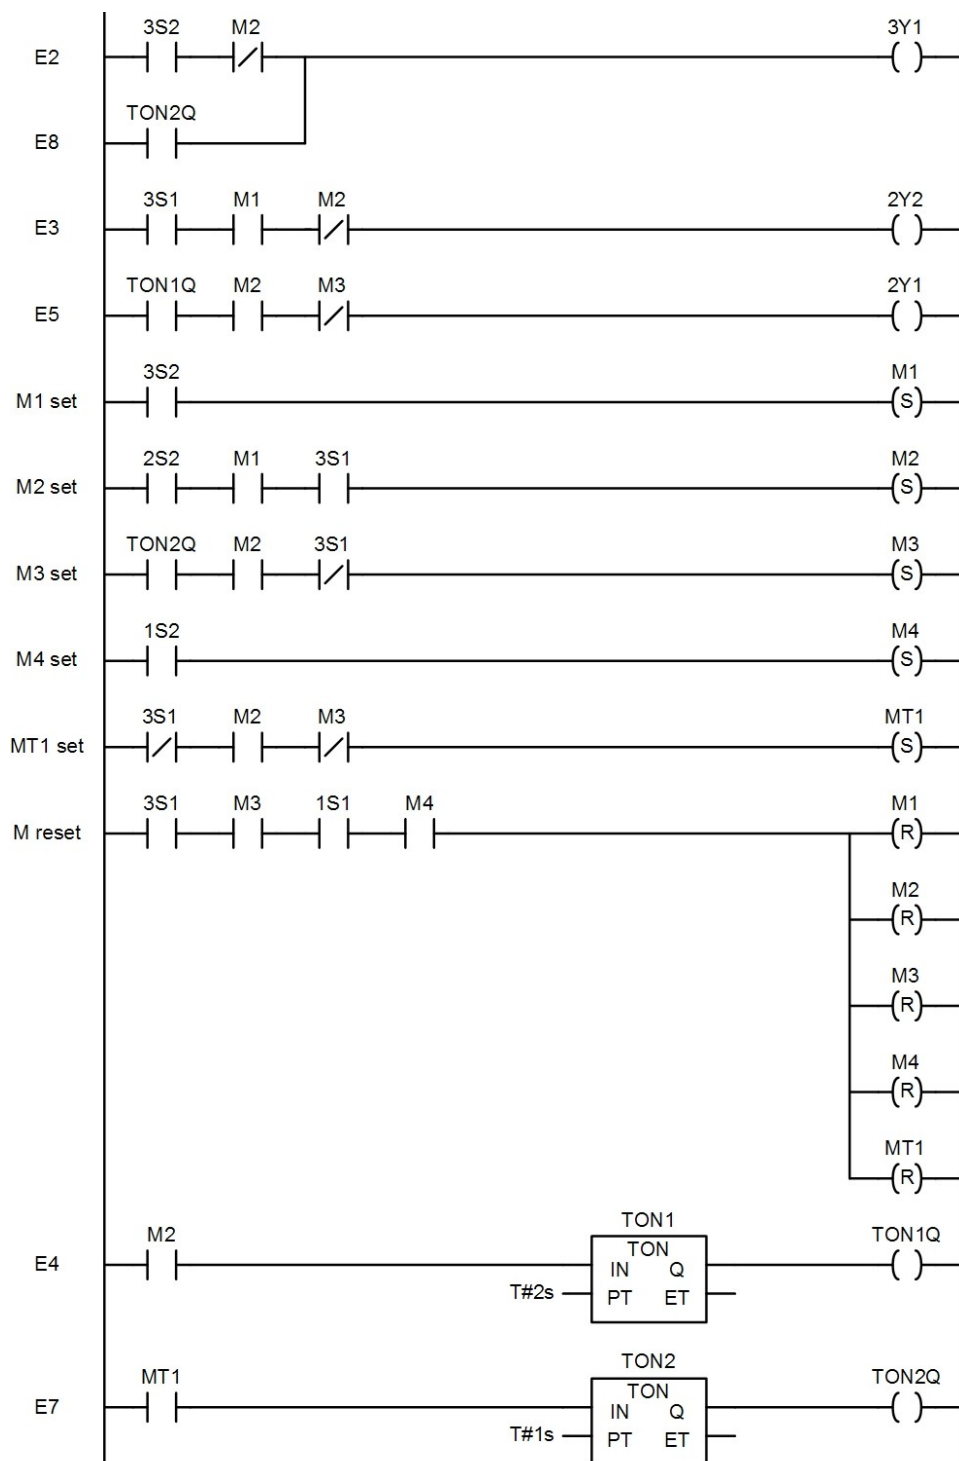 3S2 M2 3Y1
E2
TON2Q
E8
3S1 M1 M2 2Y2
E3
TON1Q M2 M3 2Y1
E5
3S2 M1
M1 set S
2S2 M1 3S1 M2
M2 set S
TON2Q M2 3S1 M3
M3 set S
1S2 M4
M4 set S
3S1 M2 M3 MT1
MT1 set S
3S1 M3 1S1 M4 M1
M reset R
M2
R
M3
R
M4
R
MT1
R
TON1
M2 TON TON1Q
E4 IN Q
T#2s PT ET
TON2
MT1 TON TON2Q
E7 IN Q
T#1s PT ET